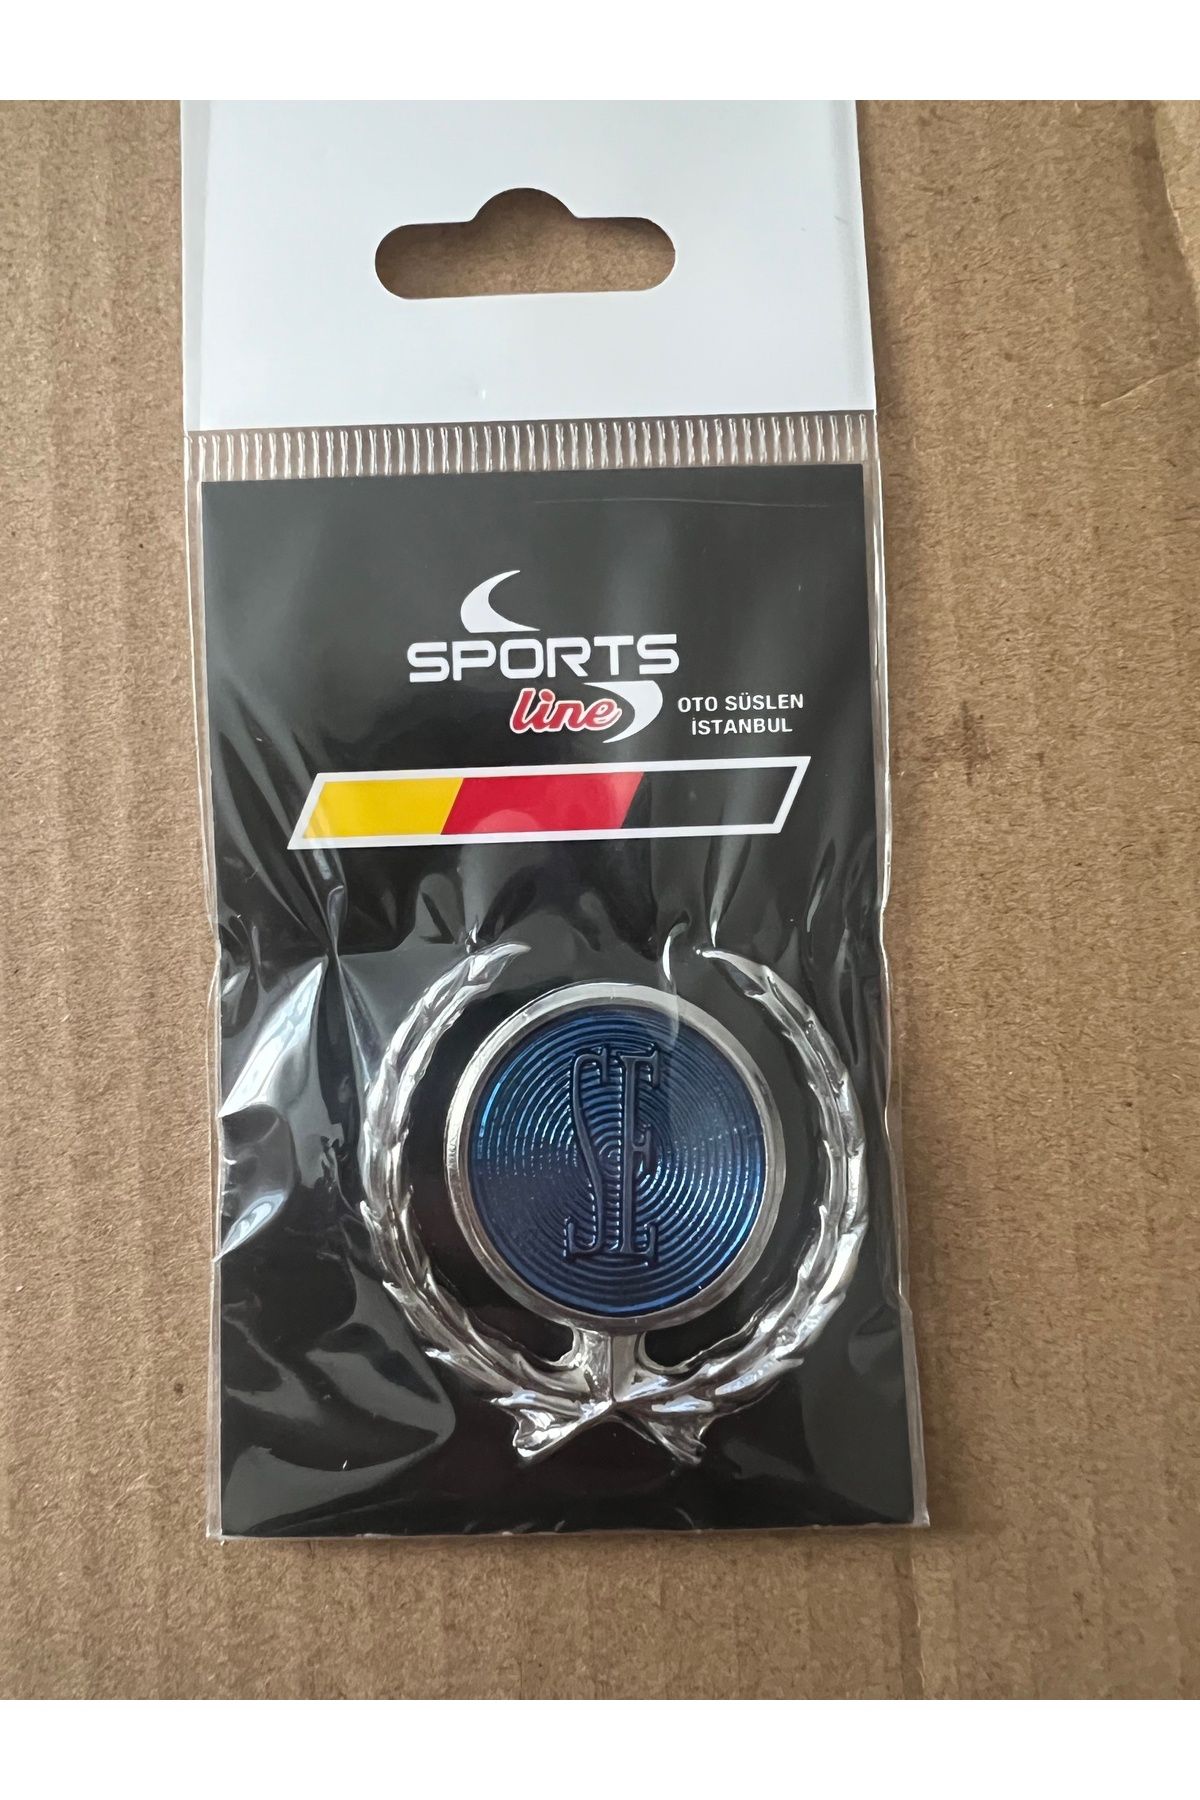 SPORTS
line
OTO SÜSLEN
İSTANBUL
SE